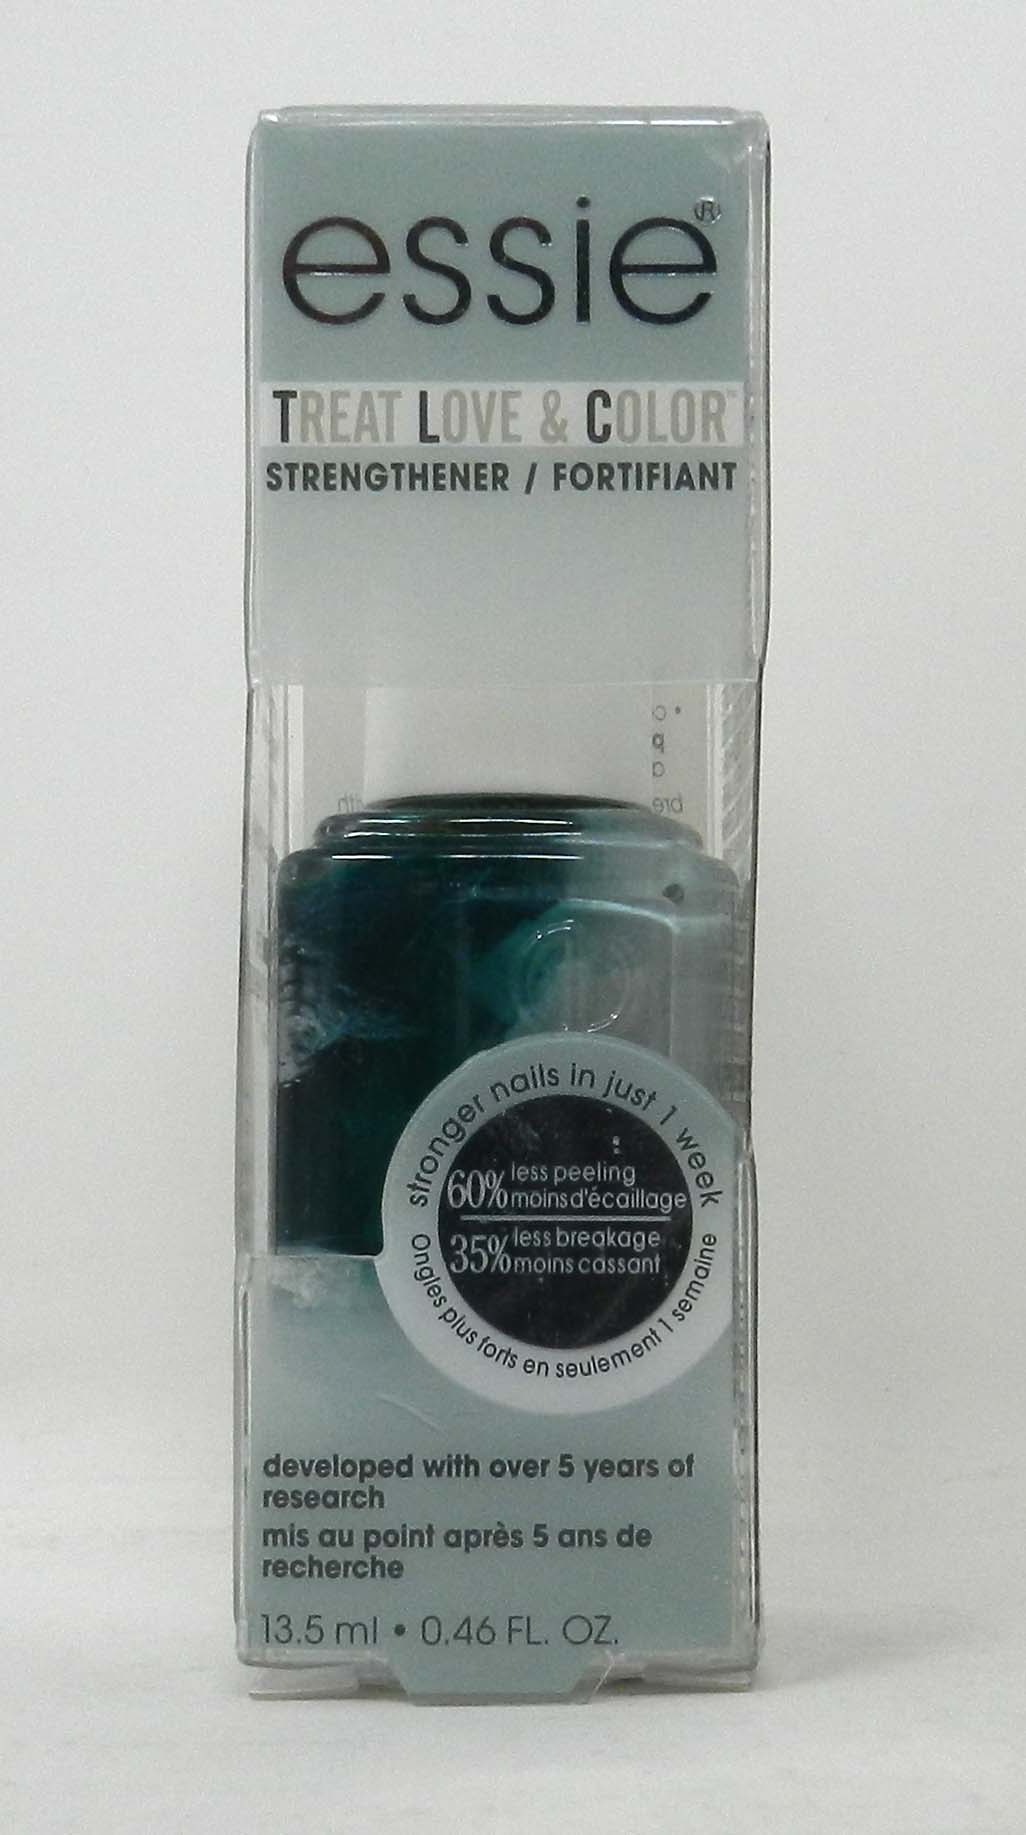 essie®
TREAT LOVE & COLOR™
STRENGTHENER / FORTIFIANT
stronger nails in just 1 week
60% less peeling
moins d'écaillage
35% less breakage
moins cassant
Ongles plus forts en seulement 1 semaine
developed with over 5 years of
research
mis au point après 5 ans de
recherche
13.5 ml • 0.46 FL. OZ.